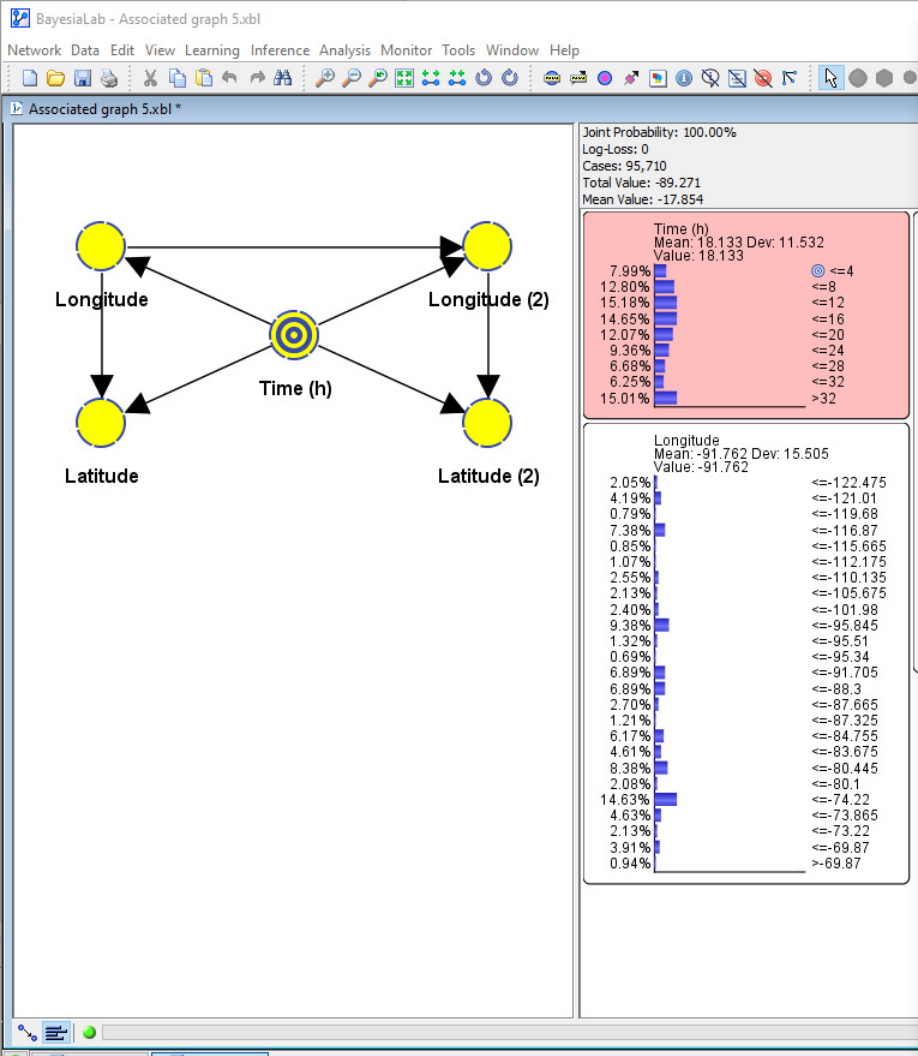 BayesiaLab - Associated graph 5.xbl
Network Data Edit View Learning Inference Analysis Monitor Tools Window Help
Associated graph 5.xbl *
Longitude
Longitude (2)
Time (h)
Latitude
Latitude (2)
Joint Probability: 100.00%
Log-Loss: 0
Cases: 95,710
Total Value: -89.271
Mean Value: -17.854
Time (h)
Mean: 18.133 Dev: 11.532
Value: 18.133
7.99% <=4
12.80% <=8
15.18% <=12
14.65% <=16
12.07% <=20
9.36% <=24
6.68% <=28
6.25% <=32
15.01% >32
Longitude
Mean: -91.762 Dev: 15.505
Value: -91.762
2.05% <=-122.475
4.19% <=-121.01
0.79% <=-119.68
7.38% <=-116.87
0.85% <=-115.665
1.07% <=-112.175
2.55% <=-110.135
2.13% <=-105.675
2.40% <=-101.98
9.38% <=-95.845
1.32% <=-95.51
0.69% <=-95.34
6.89% <=-91.705
6.89% <=-88.3
2.70% <=-87.665
1.21% <=-87.325
6.17% <=-84.755
4.61% <=-83.675
8.38% <=-80.445
2.08% <=-80.1
14.63% <=-74.22
4.63% <=-73.865
2.13% <=-73.22
3.91% <=-69.87
0.94% >-69.87